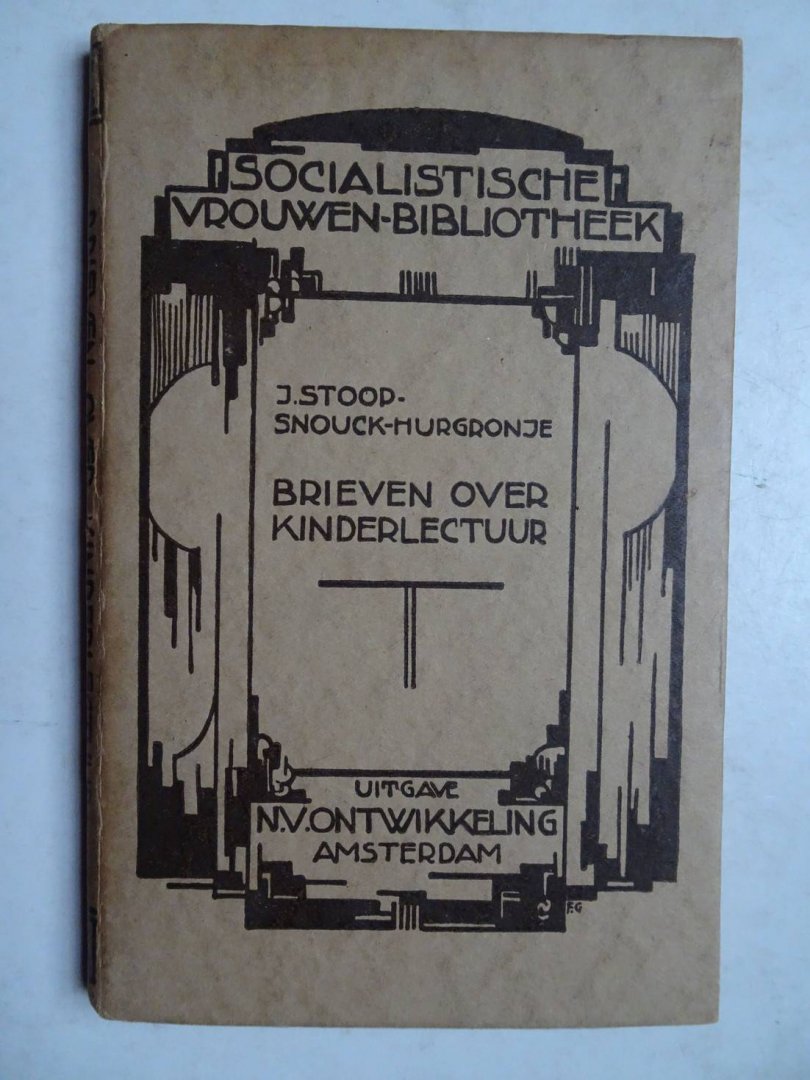 SOCIALISTISCHE
VROUWEN-BIBLIOTHEEK
J. STOOP-
SNOUCK-HURGRONJE
BRIEVEN OVER
KINDERLECTUUR
UITGAVE
N.V. ONTWIKKELING
AMSTERDAM
F.G